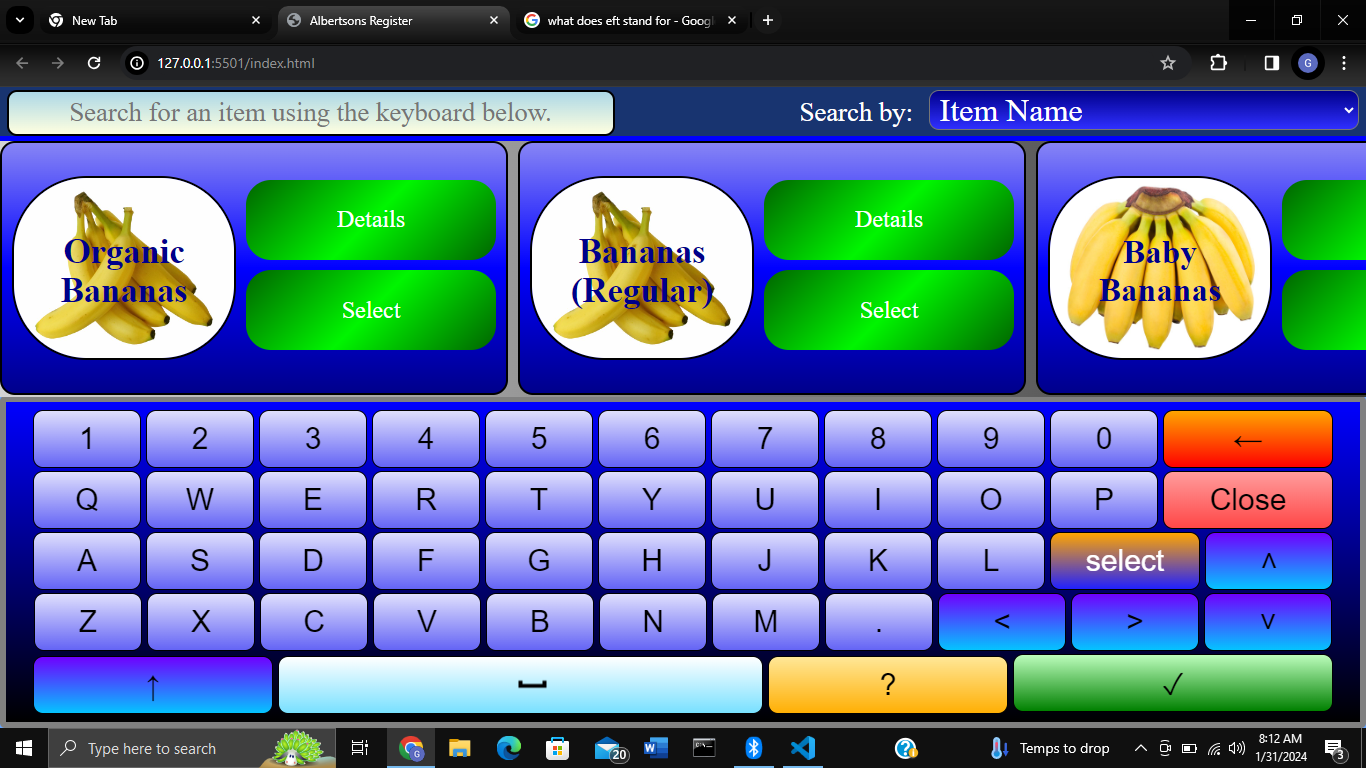 New Tab
Albertsons Register
what does eft stand for - Googl
127.0.0.1:5501/index.html
G
Search for an item using the keyboard below.
Search by:
Item Name
Organic
Bananas
Details
Select
Bananas
(Regular)
Details
Select
Baby
Bananas
1 2 3 4 5 6 7 8 9 0 ←
Q W E R T Y U I O P Close
A S D F G H J K L select ^
Z X C V B N M . < > v
↑ ⎵ ? ✓
Type here to search
G
20
Temps to drop
8:12 AM
1/31/2024
3